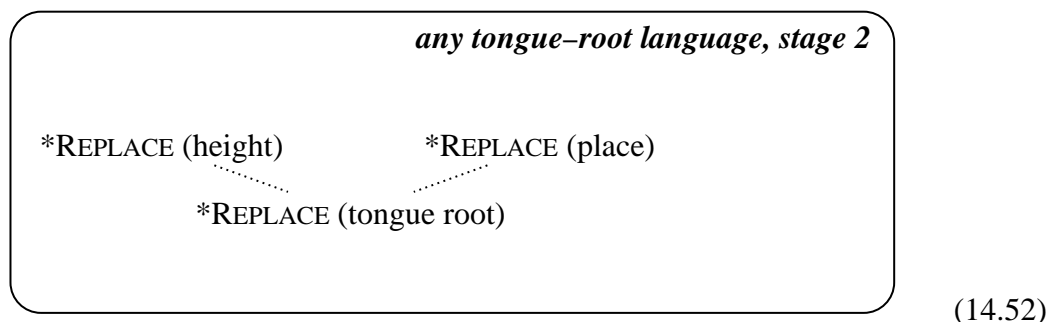 any tongue–root language, stage 2
*REPLACE (height) *REPLACE (place)
*REPLACE (tongue root)
(14.52)